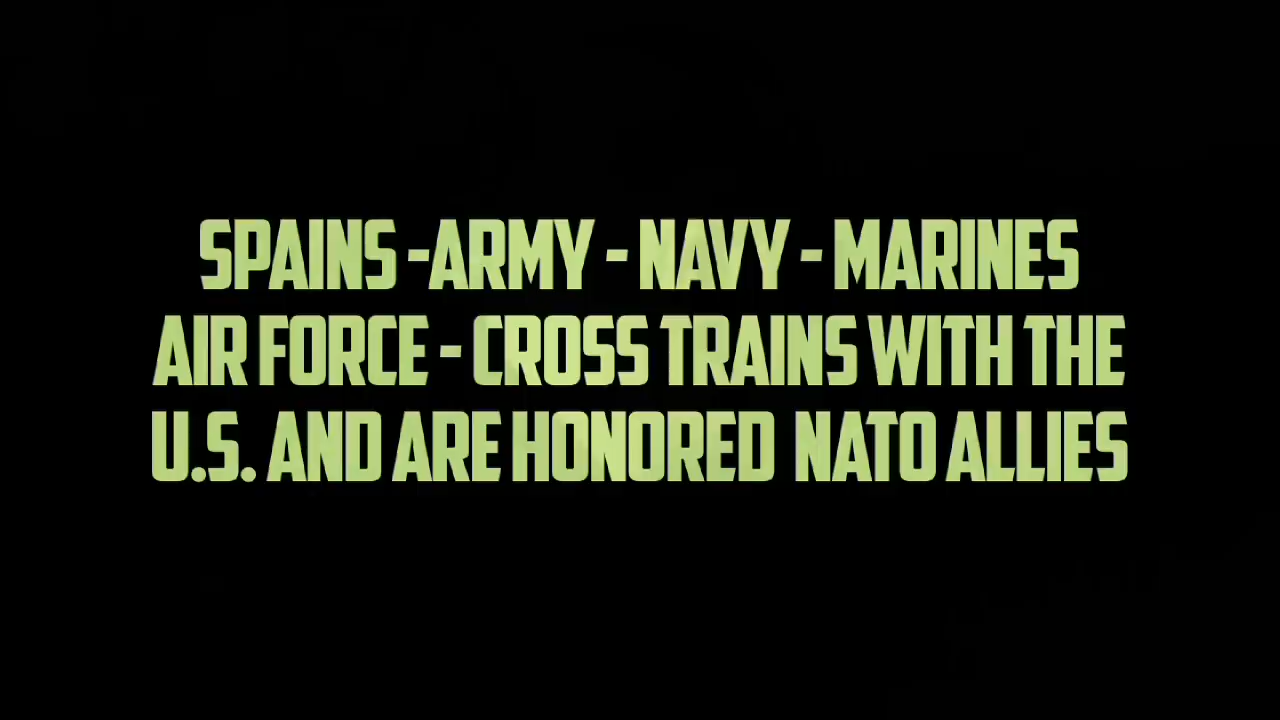 SPAINS -ARMY - NAVY - MARINES
AIR FORCE - CROSS TRAINS WITH THE
U.S. AND ARE HONORED NATO ALLIES